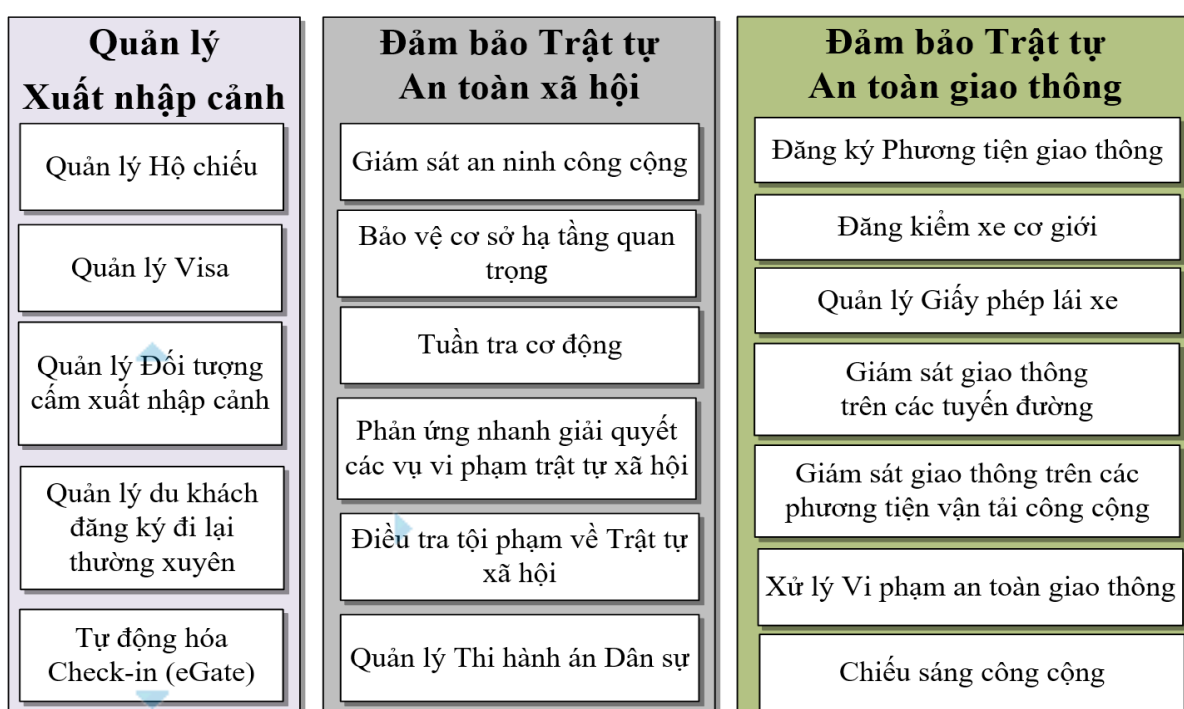 Quản lý
Xuất nhập cảnh
Quản lý Hộ chiếu
Quản lý Visa
Quản lý Đối tượng
cấm xuất nhập cảnh
Quản lý du khách
đăng ký đi lại
thường xuyên
Tự động hóa
Check-in (eGate)
Đảm bảo Trật tự
An toàn xã hội
Giám sát an ninh công cộng
Bảo vệ cơ sở hạ tầng quan
trọng
Tuần tra cơ động
Phản ứng nhanh giải quyết
các vụ vi phạm trật tự xã hội
Điều tra tội phạm về Trật tự
xã hội
Quản lý Thi hành án Dân sự
Đảm bảo Trật tự
An toàn giao thông
Đăng ký Phương tiện giao thông
Đăng kiểm xe cơ giới
Quản lý Giấy phép lái xe
Giám sát giao thông
trên các tuyến đường
Giám sát giao thông trên các
phương tiện vận tải công cộng
Xử lý Vi phạm an toàn giao thông
Chiếu sáng công cộng